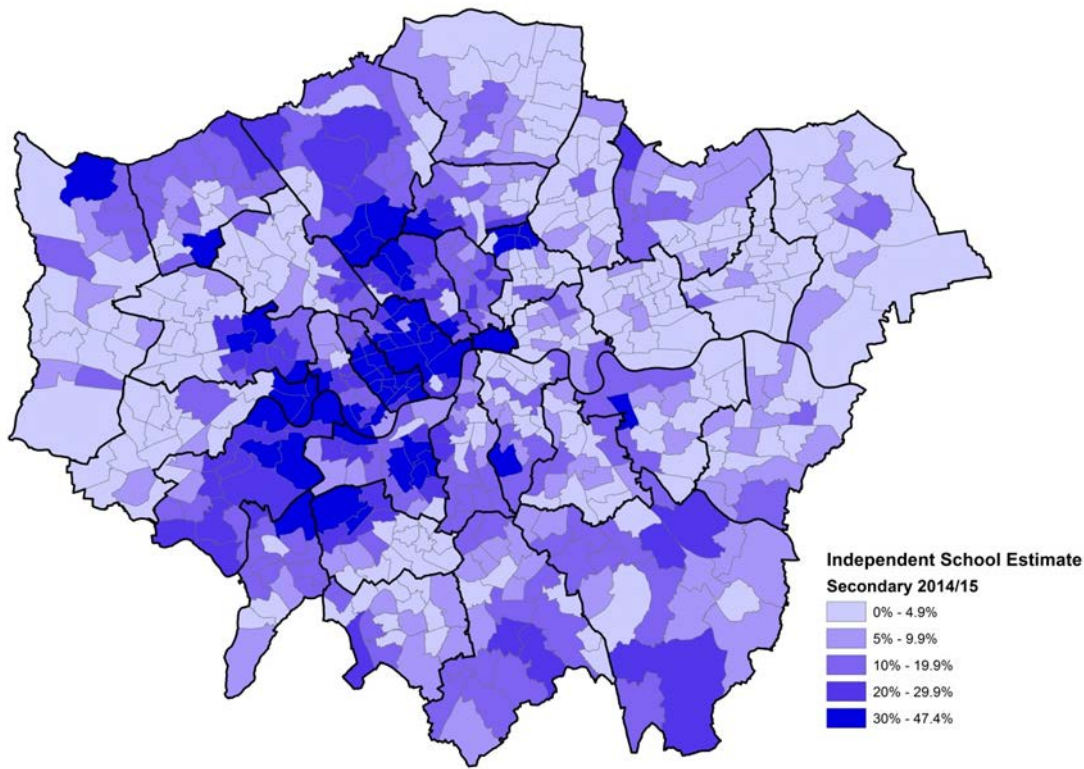 Independent School Estimate
Secondary 2014/15
0% - 4.9%
5% - 9.9%
10% - 19.9%
20% - 29.9%
30% - 47.4%